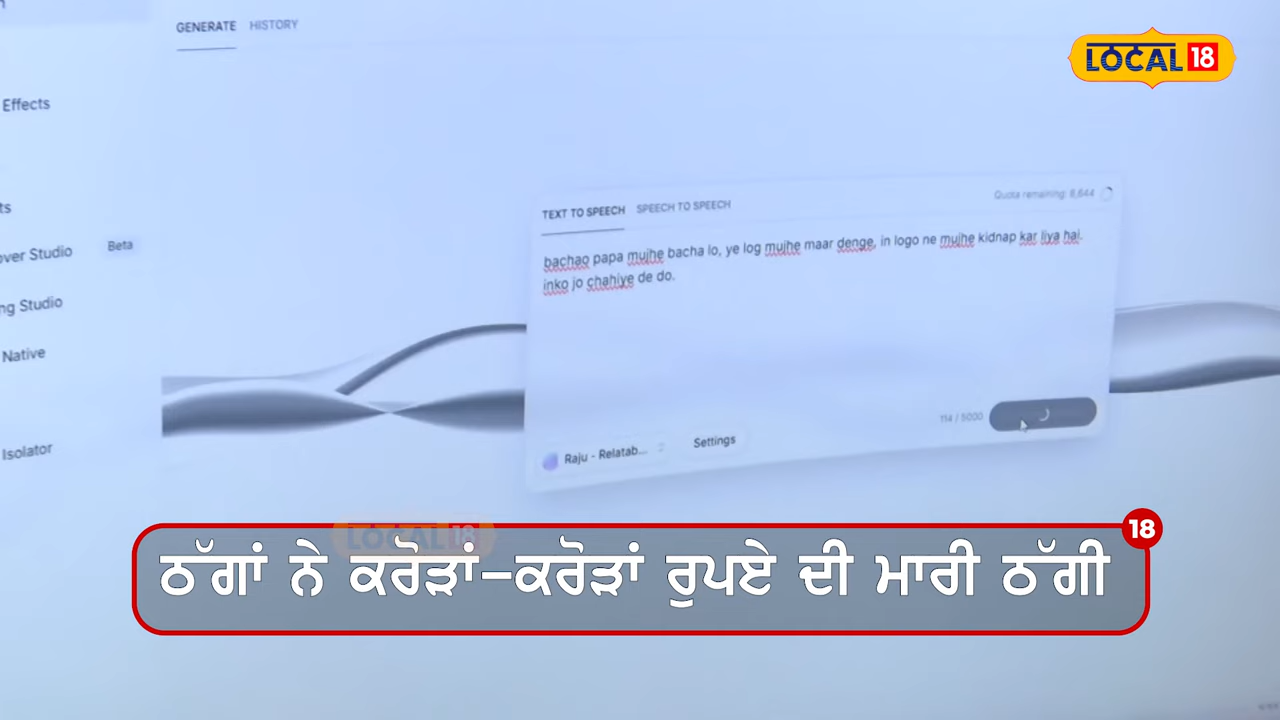 GENERATE HISTORY
LOCAL 18
Effects
TEXT TO SPEECH SPEECH TO SPEECH
Quota remaining: 8,644
Studio Beta
bachao papa mujhe bacha lo, ye log mujhe maar denge, in logo ne mujhe kidnap kar liya hai.
inko jo chahiye de do.
ng Studio
Native
114 / 5000
Isolator
Raju - Relatab... Settings
LOCAL 18
18
ਠੱਗਾਂ ਨੇ ਕਰੋੜਾਂ-ਕਰੋੜਾਂ ਰੁਪਏ ਦੀ ਮਾਰੀ ਠੱਗੀ